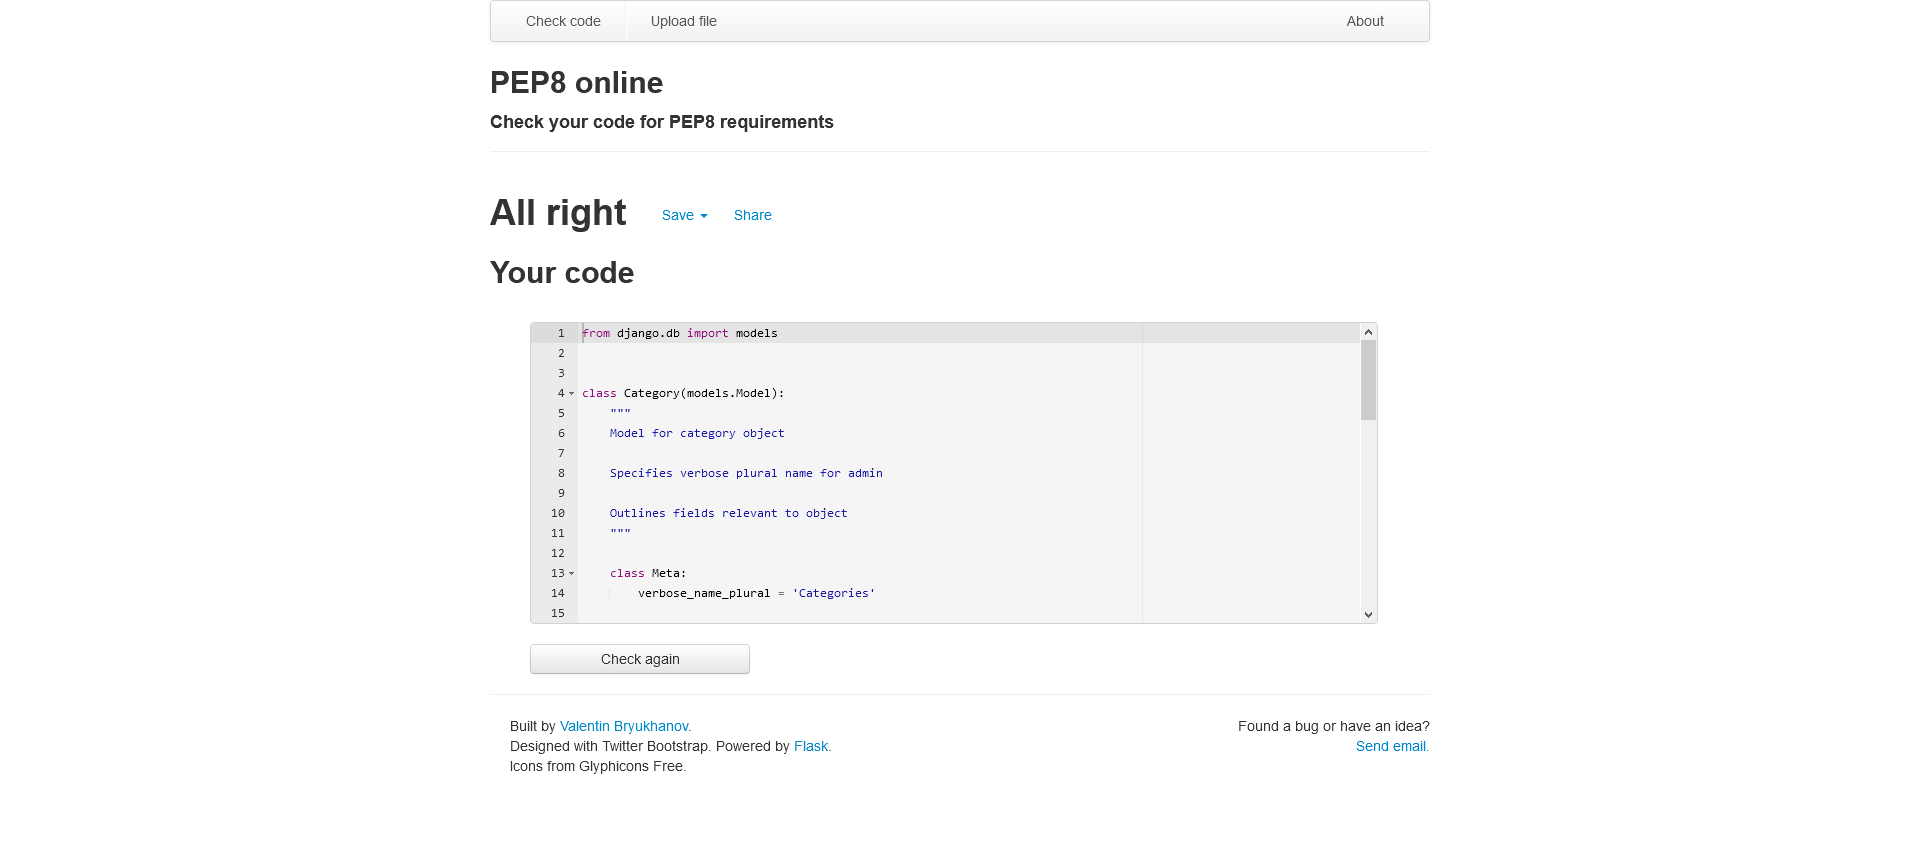 Check code Upload file About
PEP8 online
Check your code for PEP8 requirements
All right Save Share
Your code
1 from django.db import models
2
3
4 class Category(models.Model):
5 """
6 Model for category object
7
8 Specifies verbose plural name for admin
9
10 Outlines fields relevant to object
11 """
12
13 class Meta:
14 verbose_name_plural = 'Categories'
15
Check again
Built by Valentin Bryukhanov. Found a bug or have an idea?
Designed with Twitter Bootstrap. Powered by Flask. Send email.
Icons from Glyphicons Free.